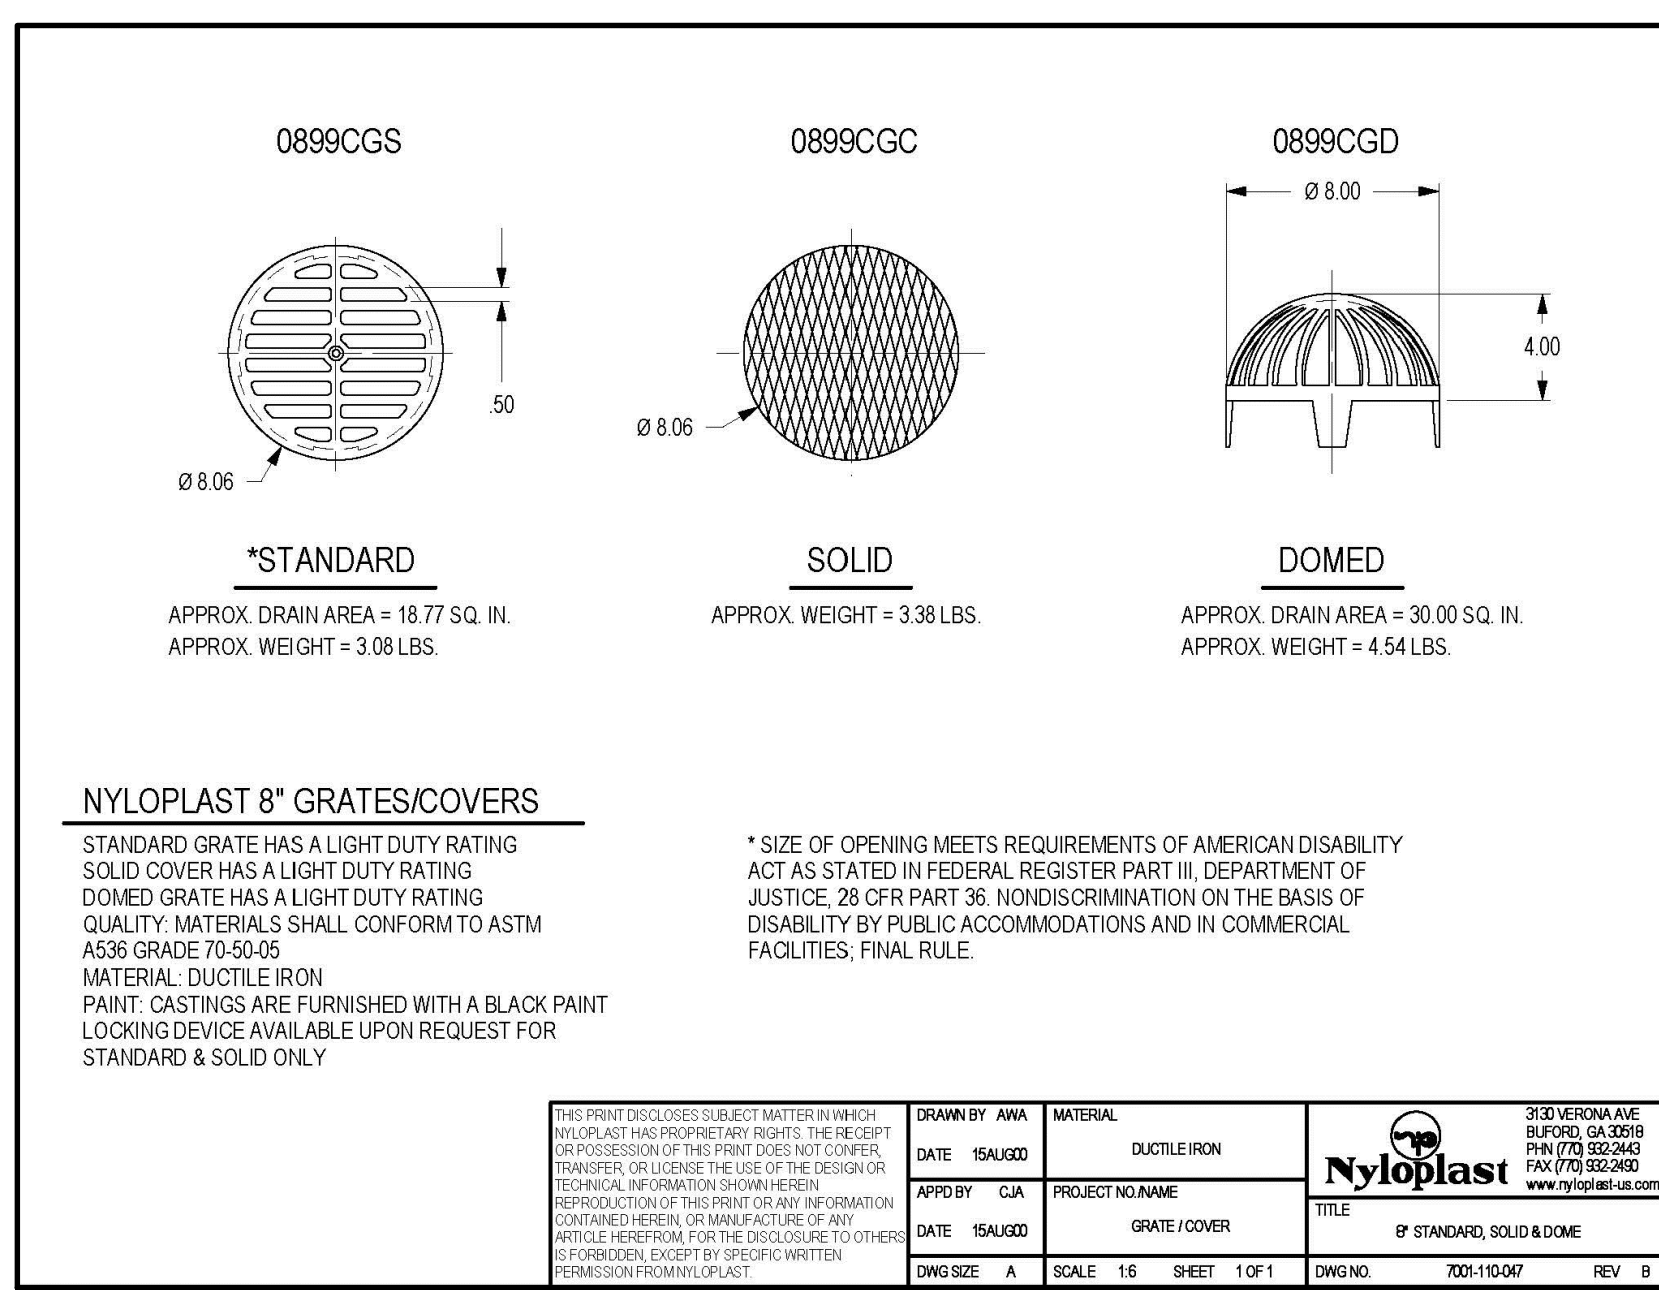 0899CGS
0899CGC
0899CGD
Ø 8.00
.50
4.00
Ø 8.06
Ø 8.06
*STANDARD
APPROX. DRAIN AREA = 18.77 SQ. IN.
APPROX. WEIGHT = 3.08 LBS.
SOLID
APPROX. WEIGHT = 3.38 LBS.
DOMED
APPROX. DRAIN AREA = 30.00 SQ. IN.
APPROX. WEIGHT = 4.54 LBS.
NYLOPLAST 8" GRATES/COVERS
STANDARD GRATE HAS A LIGHT DUTY RATING
SOLID COVER HAS A LIGHT DUTY RATING
DOMED GRATE HAS A LIGHT DUTY RATING
QUALITY: MATERIALS SHALL CONFORM TO ASTM
A536 GRADE 70-50-05
MATERIAL: DUCTILE IRON
PAINT: CASTINGS ARE FURNISHED WITH A BLACK PAINT
LOCKING DEVICE AVAILABLE UPON REQUEST FOR
STANDARD & SOLID ONLY
* SIZE OF OPENING MEETS REQUIREMENTS OF AMERICAN DISABILITY
ACT AS STATED IN FEDERAL REGISTER PART III, DEPARTMENT OF
JUSTICE, 28 CFR PART 36. NONDISCRIMINATION ON THE BASIS OF
DISABILITY BY PUBLIC ACCOMMODATIONS AND IN COMMERCIAL
FACILITIES; FINAL RULE.
THIS PRINT DISCLOSES SUBJECT MATTER IN WHICH
NYLOPLAST HAS PROPRIETARY RIGHTS. THE RECEIPT
OR POSSESSION OF THIS PRINT DOES NOT CONFER,
TRANSFER, OR LICENSE THE USE OF THE DESIGN OR
TECHNICAL INFORMATION SHOWN HEREIN
REPRODUCTION OF THIS PRINT OR ANY INFORMATION
CONTAINED HEREIN, OR MANUFACTURE OF ANY
ARTICLE HEREFROM, FOR THE DISCLOSURE TO OTHERS
IS FORBIDDEN, EXCEPT BY SPECIFIC WRITTEN
PERMISSION FROM NYLOPLAST.
DRAWN BY AWA
DATE 15AUG00
APPD BY CJA
DATE 15AUG00
DWG SIZE A
MATERIAL
DUCTILE IRON
PROJECT NO./NAME
GRATE / COVER
SCALE 1:6 SHEET 1 OF 1
Nyloplast
3130 VERONA AVE
BUFORD, GA 30518
PHN (770) 932-2443
FAX (770) 932-2490
www.nyloplast-us.com
TITLE
8" STANDARD, SOLID & DOME
DWG NO. 7001-110-047 REV B